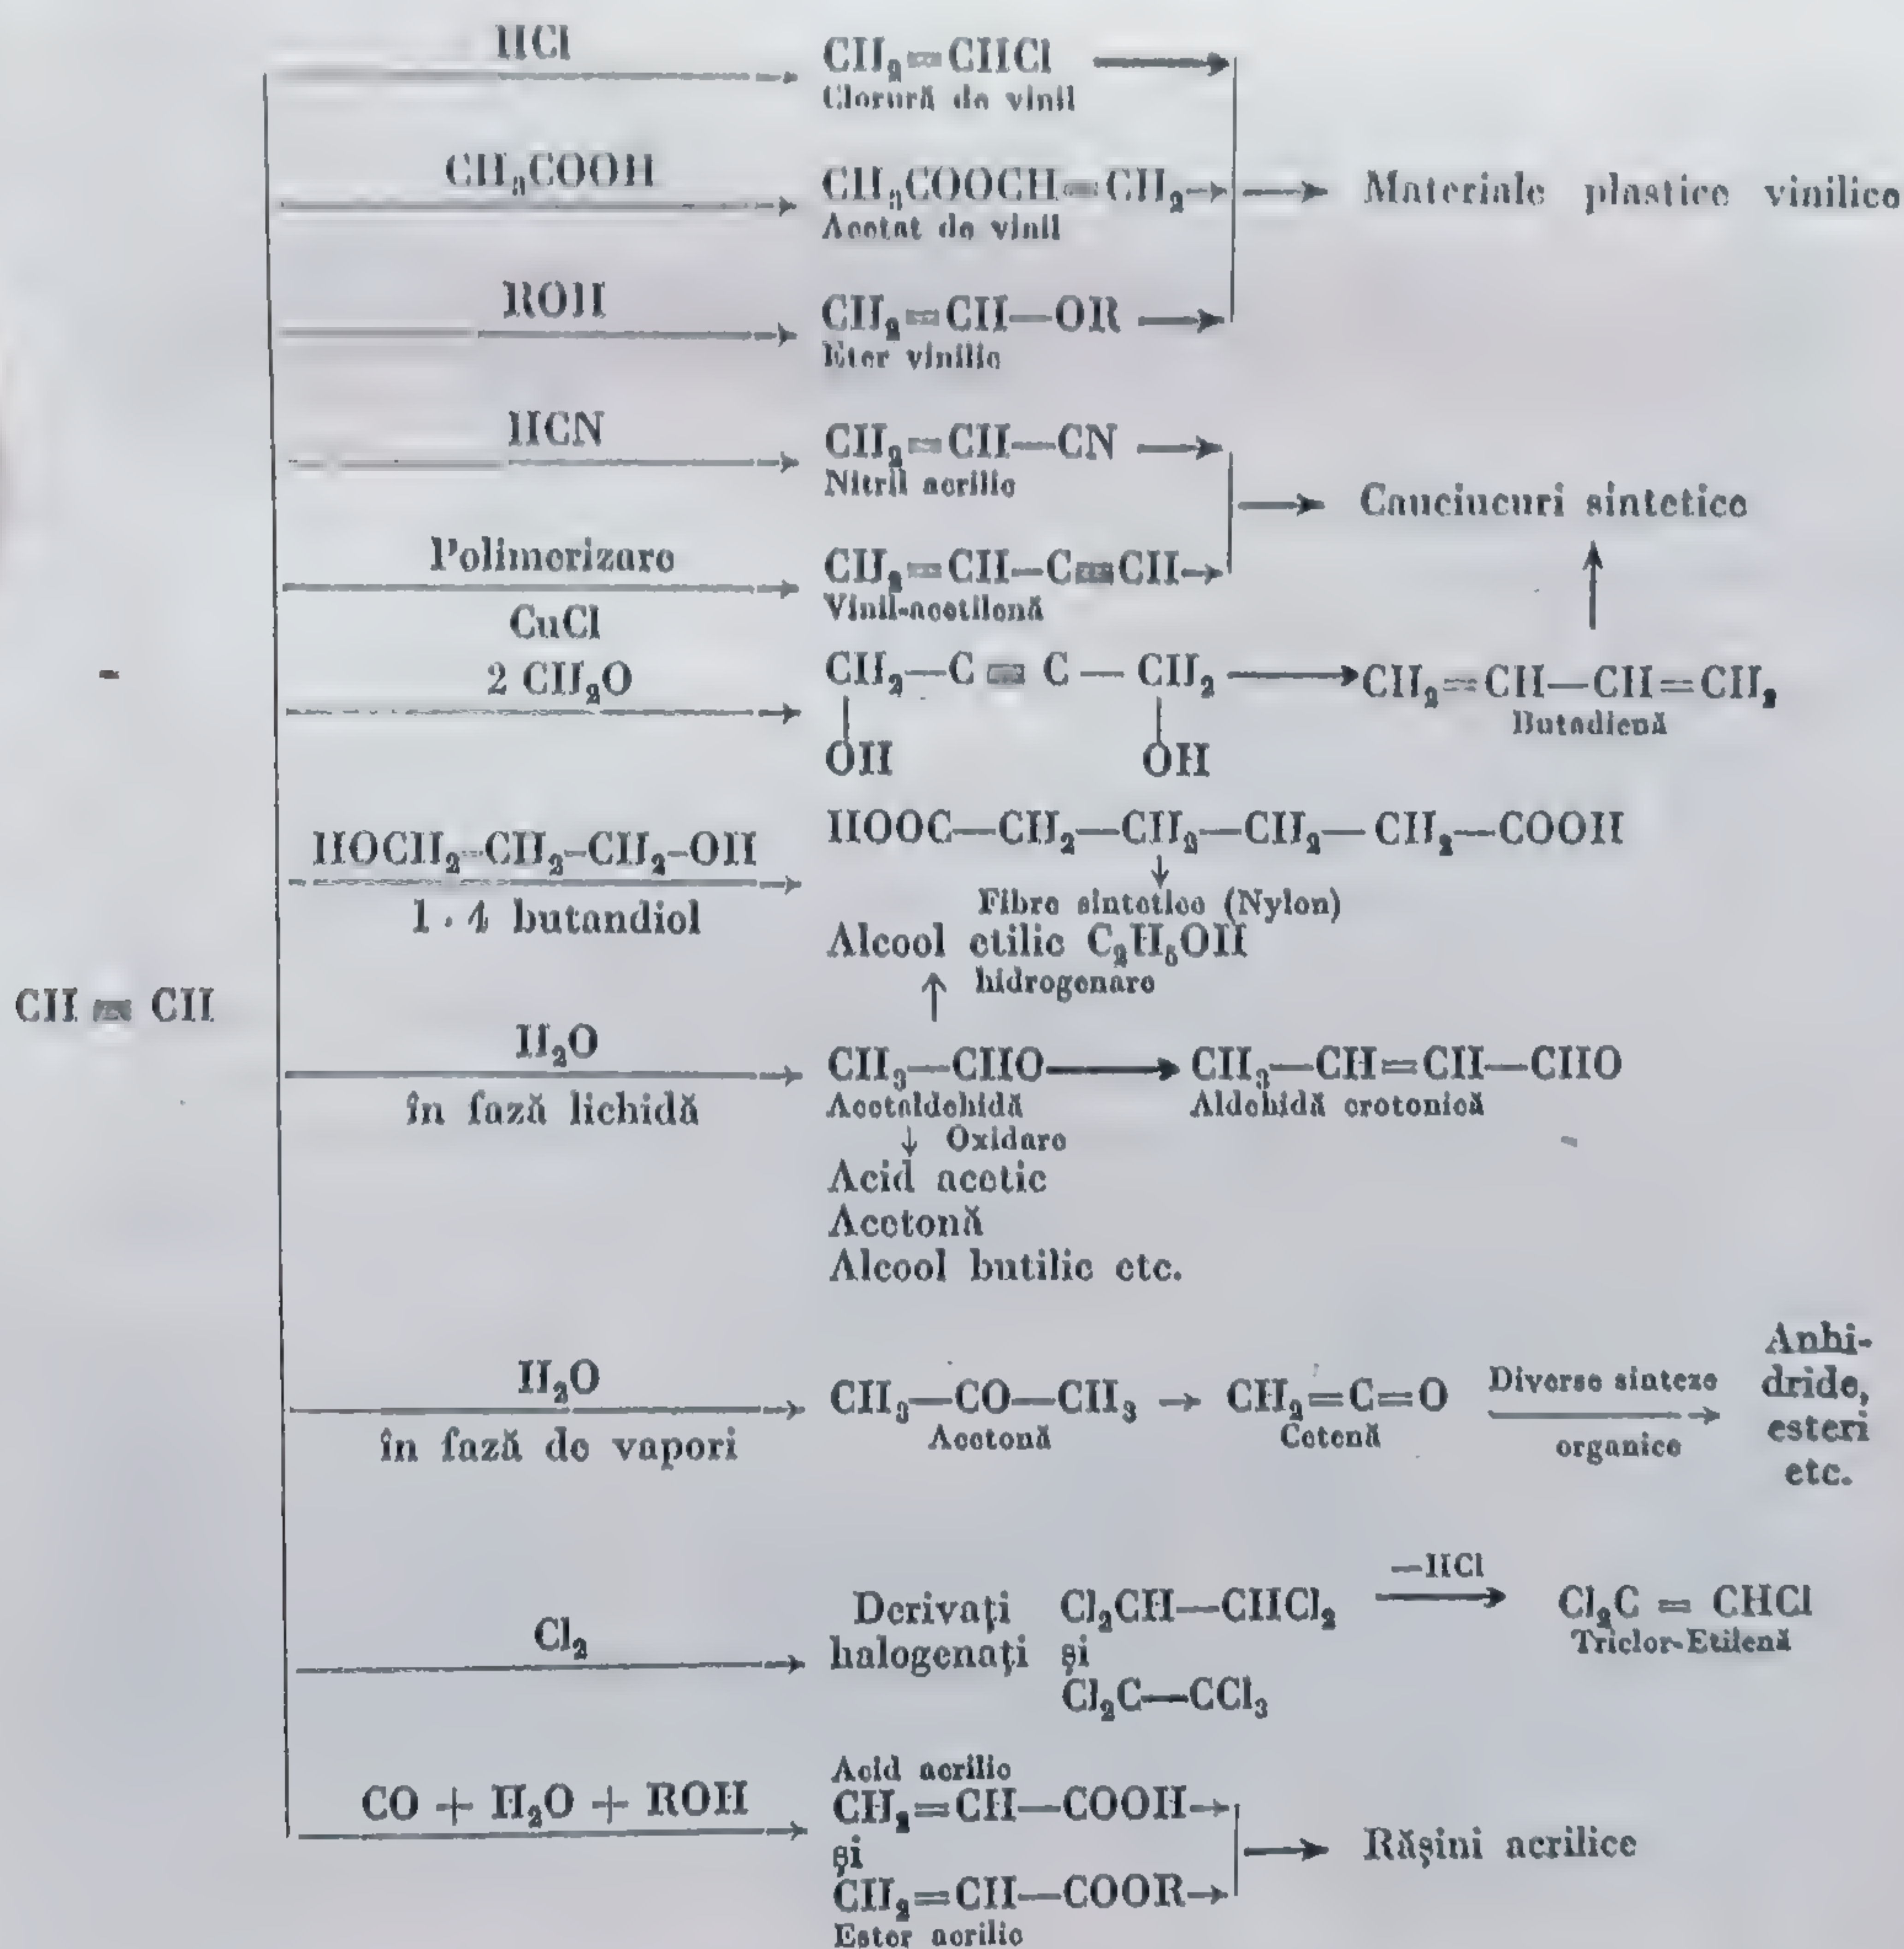 HCl
CH₂=CHCl
Clorură de vinil
CH₃COOH
CH₃COOCH=CH₂
Acetat de vinil
Materiale plastice vinilice
ROH
CH₂=CH—OR
Eter vinilic
HCN
CH₂=CH—CN
Nitril acrilic
Cauciucuri sintetice
Polimerizare
CuCl
CH₂=CH—C≡CH
Vinil-acetilenă
2 CH₂O
CH₂—C≡C—CH₂
OH OH
CH₂=CH—CH=CH₂
Butadienă
HOCH₂-CH₂-CH₂-OH
1.4 butandiol
HOOC—CH₂—CH₂—CH₂—CH₂—COOH
Fibre sintetice (Nylon)
Alcool etilic C₂H₅OH
hidrogenare
CH≡CH
H₂O
în fază lichidă
CH₃—CHO
Acetaldehidă
CH₃—CH=CH—CHO
Aldehidă crotonică
Oxidare
Acid acetic
Acetonă
Alcool butilic etc.
H₂O
în fază de vapori
CH₃—CO—CH₃
Acetonă
CH₂=C=O
Cetenă
Diverse sinteze
organice
Anhi-
dride,
esteri
etc.
Cl₂
Derivați
halogenați
Cl₂CH—CHCl₂
și
Cl₂C—CCl₃
—HCl
Cl₂C = CHCl
Triclor-Etilenă
CO + H₂O + ROH
Acid acrilic
CH₂=CH—COOH
și
CH₂=CH—COOR
Ester acrilic
Rășini acrilice